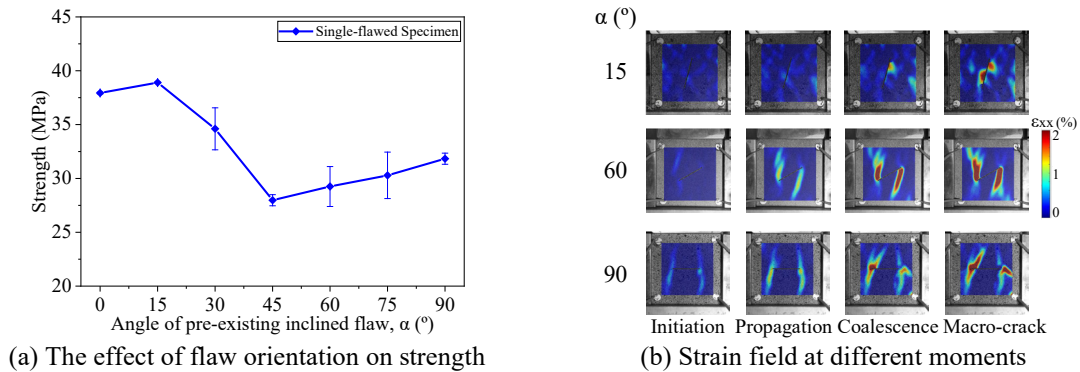 45
40
35
30
25
20
Strength (MPa)
Single-flawed Specimen
0 15 30 45 60 75 90
Angle of pre-existing inclined flaw, α (º)
(a) The effect of flaw orientation on strength
α (º)
15
60
90
εxx (%)
2
1
0
Initiation Propagation Coalescence Macro-crack
(b) Strain field at different moments